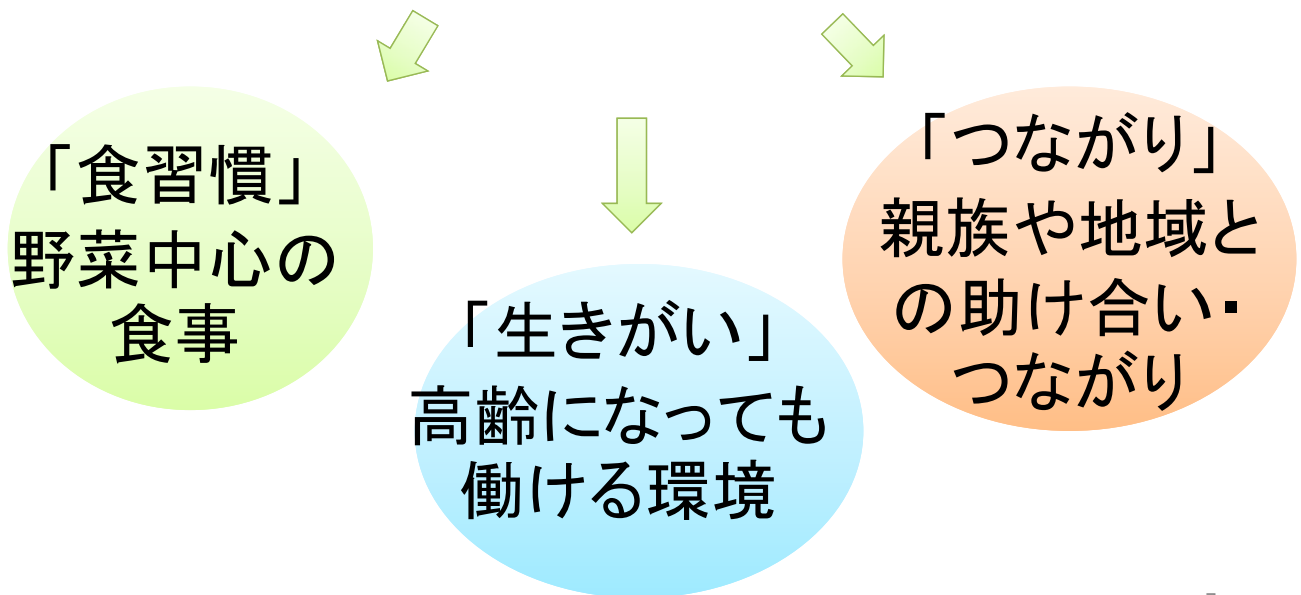 「食習慣」
野菜中心の
食事
「生きがい」
高齢になっても
働ける環境
「つながり」
親族や地域と
の助け合い・
つながり